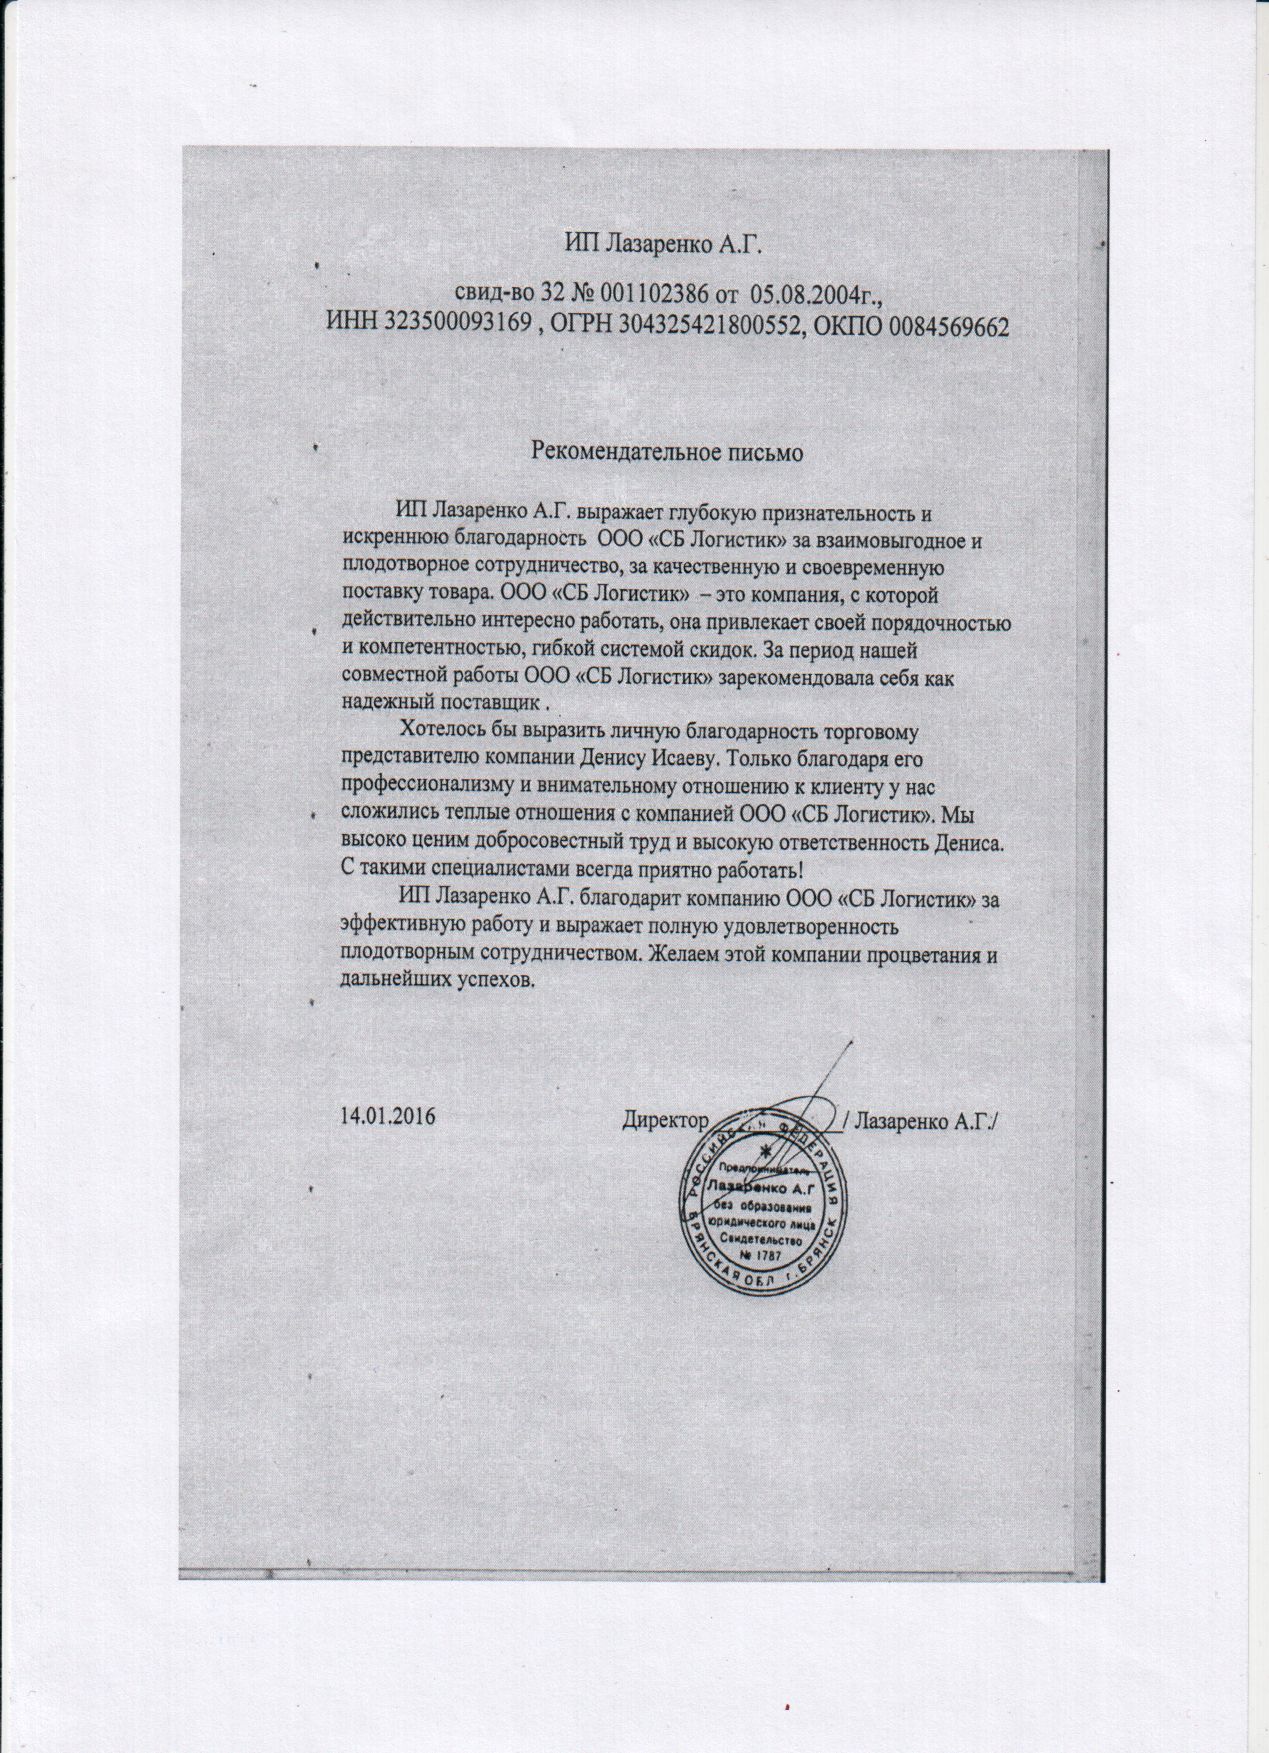 ИП Лазаренко А.Г.
свид-во 32 № 001102386 от 05.08.2004г.,
ИНН 323500093169 , ОГРН 304325421800552, ОКПО 0084569662
Рекомендательное письмо
ИП Лазаренко А.Г. выражает глубокую признательность и
искреннюю благодарность ООО «СБ Логистик» за взаимовыгодное и
плодотворное сотрудничество, за качественную и своевременную
поставку товара. ООО «СБ Логистик» – это компания, с которой
действительно интересно работать, она привлекает своей порядочностью
и компетентностью, гибкой системой скидок. За период нашей
совместной работы ООО «СБ Логистик» зарекомендовала себя как
надежный поставщик .
Хотелось бы выразить личную благодарность торговому
представителю компании Денису Исаеву. Только благодаря его
профессионализму и внимательному отношению к клиенту у нас
сложились теплые отношения с компанией ООО «СБ Логистик». Мы
высоко ценим добросовестный труд и высокую ответственность Дениса.
С такими специалистами всегда приятно работать!
ИП Лазаренко А.Г. благодарит компанию ООО «СБ Логистик» за
эффективную работу и выражает полную удовлетворенность
плодотворным сотрудничеством. Желаем этой компании процветания и
дальнейших успехов.
14.01.2016 Директор / Лазаренко А.Г./
РОССИЙСКАЯ ФЕДЕРАЦИЯ
Предприниматель
Лазаренко А.Г
без образования
юридического лица
Свидетельство
№ 1787
БРЯНСКАЯ ОБЛ г.БРЯНСК